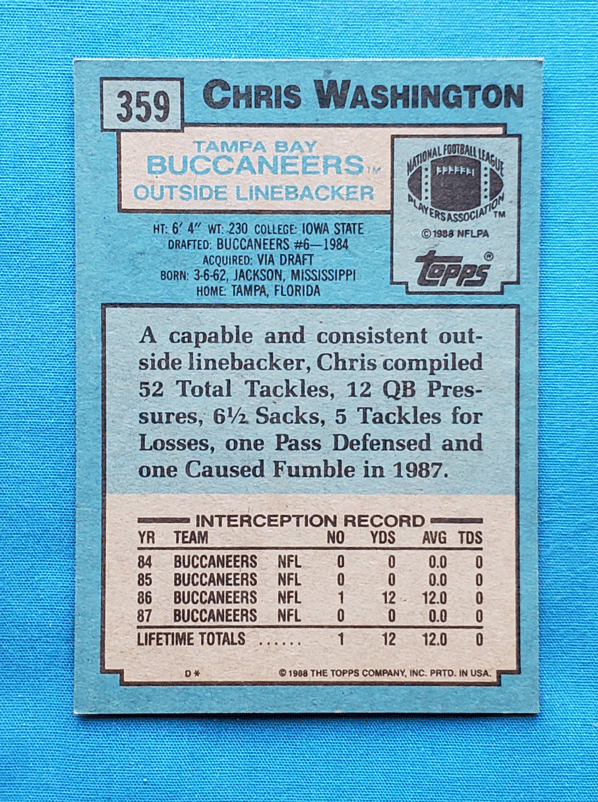 359
CHRIS WASHINGTON
TAMPA BAY
BUCCANEERS™
OUTSIDE LINEBACKER
NATIONAL FOOTBALL LEAGUE
PLAYERS ASSOCIATION™
©1988 NFLPA
TOPPS®
HT: 6' 4" WT: 230 COLLEGE: IOWA STATE
DRAFTED: BUCCANEERS #6—1984
ACQUIRED: VIA DRAFT
BORN: 3-6-62, JACKSON, MISSISSIPPI
HOME: TAMPA, FLORIDA
A capable and consistent out-
side linebacker, Chris compiled
52 Total Tackles, 12 QB Pres-
sures, 6½ Sacks, 5 Tackles for
Losses, one Pass Defensed and
one Caused Fumble in 1987.
INTERCEPTION RECORD
YR TEAM NO YDS AVG TDS
84 BUCCANEERS NFL 0 0 0.0 0
85 BUCCANEERS NFL 0 0 0.0 0
86 BUCCANEERS NFL 1 12 12.0 0
87 BUCCANEERS NFL 0 0 0.0 0
LIFETIME TOTALS ...... 1 12 12.0 0
D* © 1988 THE TOPPS COMPANY, INC. PRTD. IN USA.